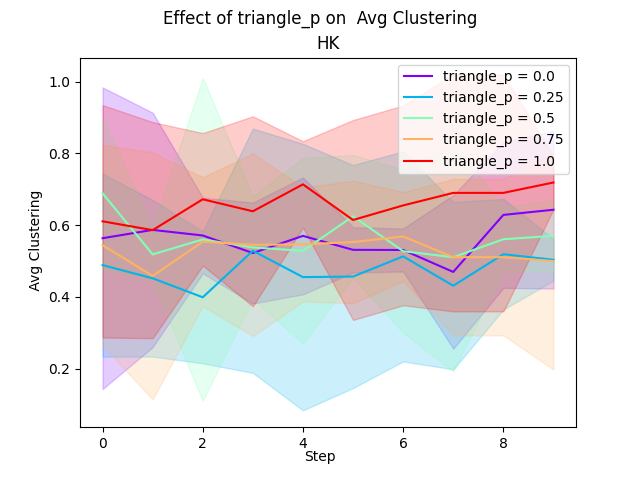 Effect of triangle_p on  Avg Clustering
HK
triangle_p = 0.0
triangle_p = 0.25
triangle_p = 0.5
triangle_p = 0.75
triangle_p = 1.0
Avg Clustering
1.0
0.8
0.6
0.4
0.2
0 2 4 6 8
Step